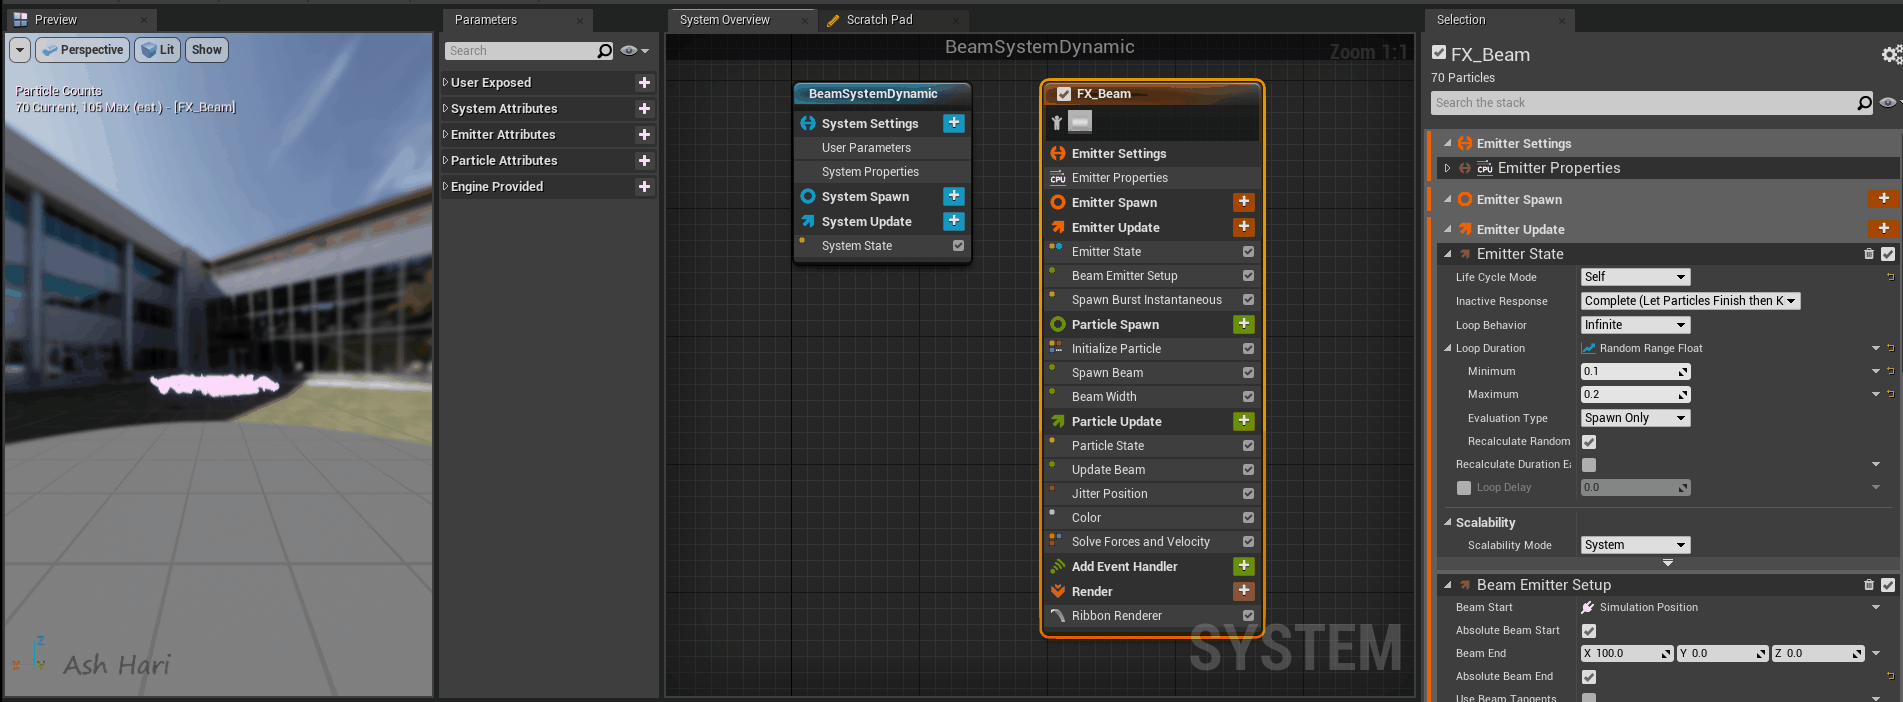 Preview
Perspective
Lit
Show
Particle Counts
70 Current, 105 Max (est.) - [FX_Beam]
Z
X
Y
Ash Hari
Parameters
Search
User Exposed
System Attributes
Emitter Attributes
Particle Attributes
Engine Provided
System Overview
Scratch Pad
BeamSystemDynamic
Zoom 1:1
BeamSystemDynamic
System Settings
User Parameters
System Properties
System Spawn
System Update
System State
FX_Beam
Emitter Settings
CPU Emitter Properties
Emitter Spawn
Emitter Update
Emitter State
Beam Emitter Setup
Spawn Burst Instantaneous
Particle Spawn
Initialize Particle
Spawn Beam
Beam Width
Particle Update
Particle State
Update Beam
Jitter Position
Color
Solve Forces and Velocity
Add Event Handler
Render
Ribbon Renderer
SYSTEM
Selection
FX_Beam
70 Particles
Search the stack
Emitter Settings
CPU Emitter Properties
Emitter Spawn
Emitter Update
Emitter State
Life Cycle Mode Self
Inactive Response Complete (Let Particles Finish then K
Loop Behavior Infinite
Loop Duration Random Range Float
Minimum 0.1
Maximum 0.2
Evaluation Type Spawn Only
Recalculate Random
Recalculate Duration Ea
Loop Delay 0.0
Scalability
Scalability Mode System
Beam Emitter Setup
Beam Start Simulation Position
Absolute Beam Start
Beam End X 100.0 Y 0.0 Z 0.0
Absolute Beam End
Use Beam Tangents